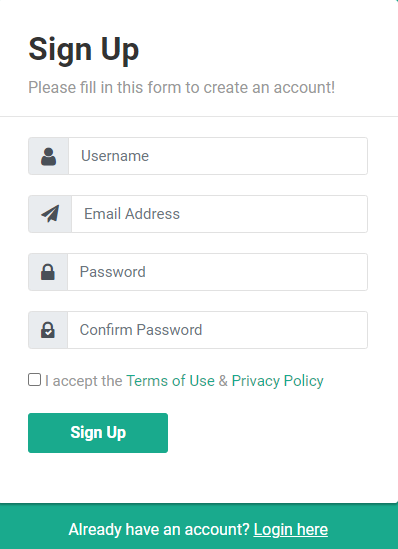 Sign Up
Please fill in this form to create an account!
Username
Email Address
Password
Confirm Password
I accept the Terms of Use & Privacy Policy
Sign Up
Already have an account? Login here